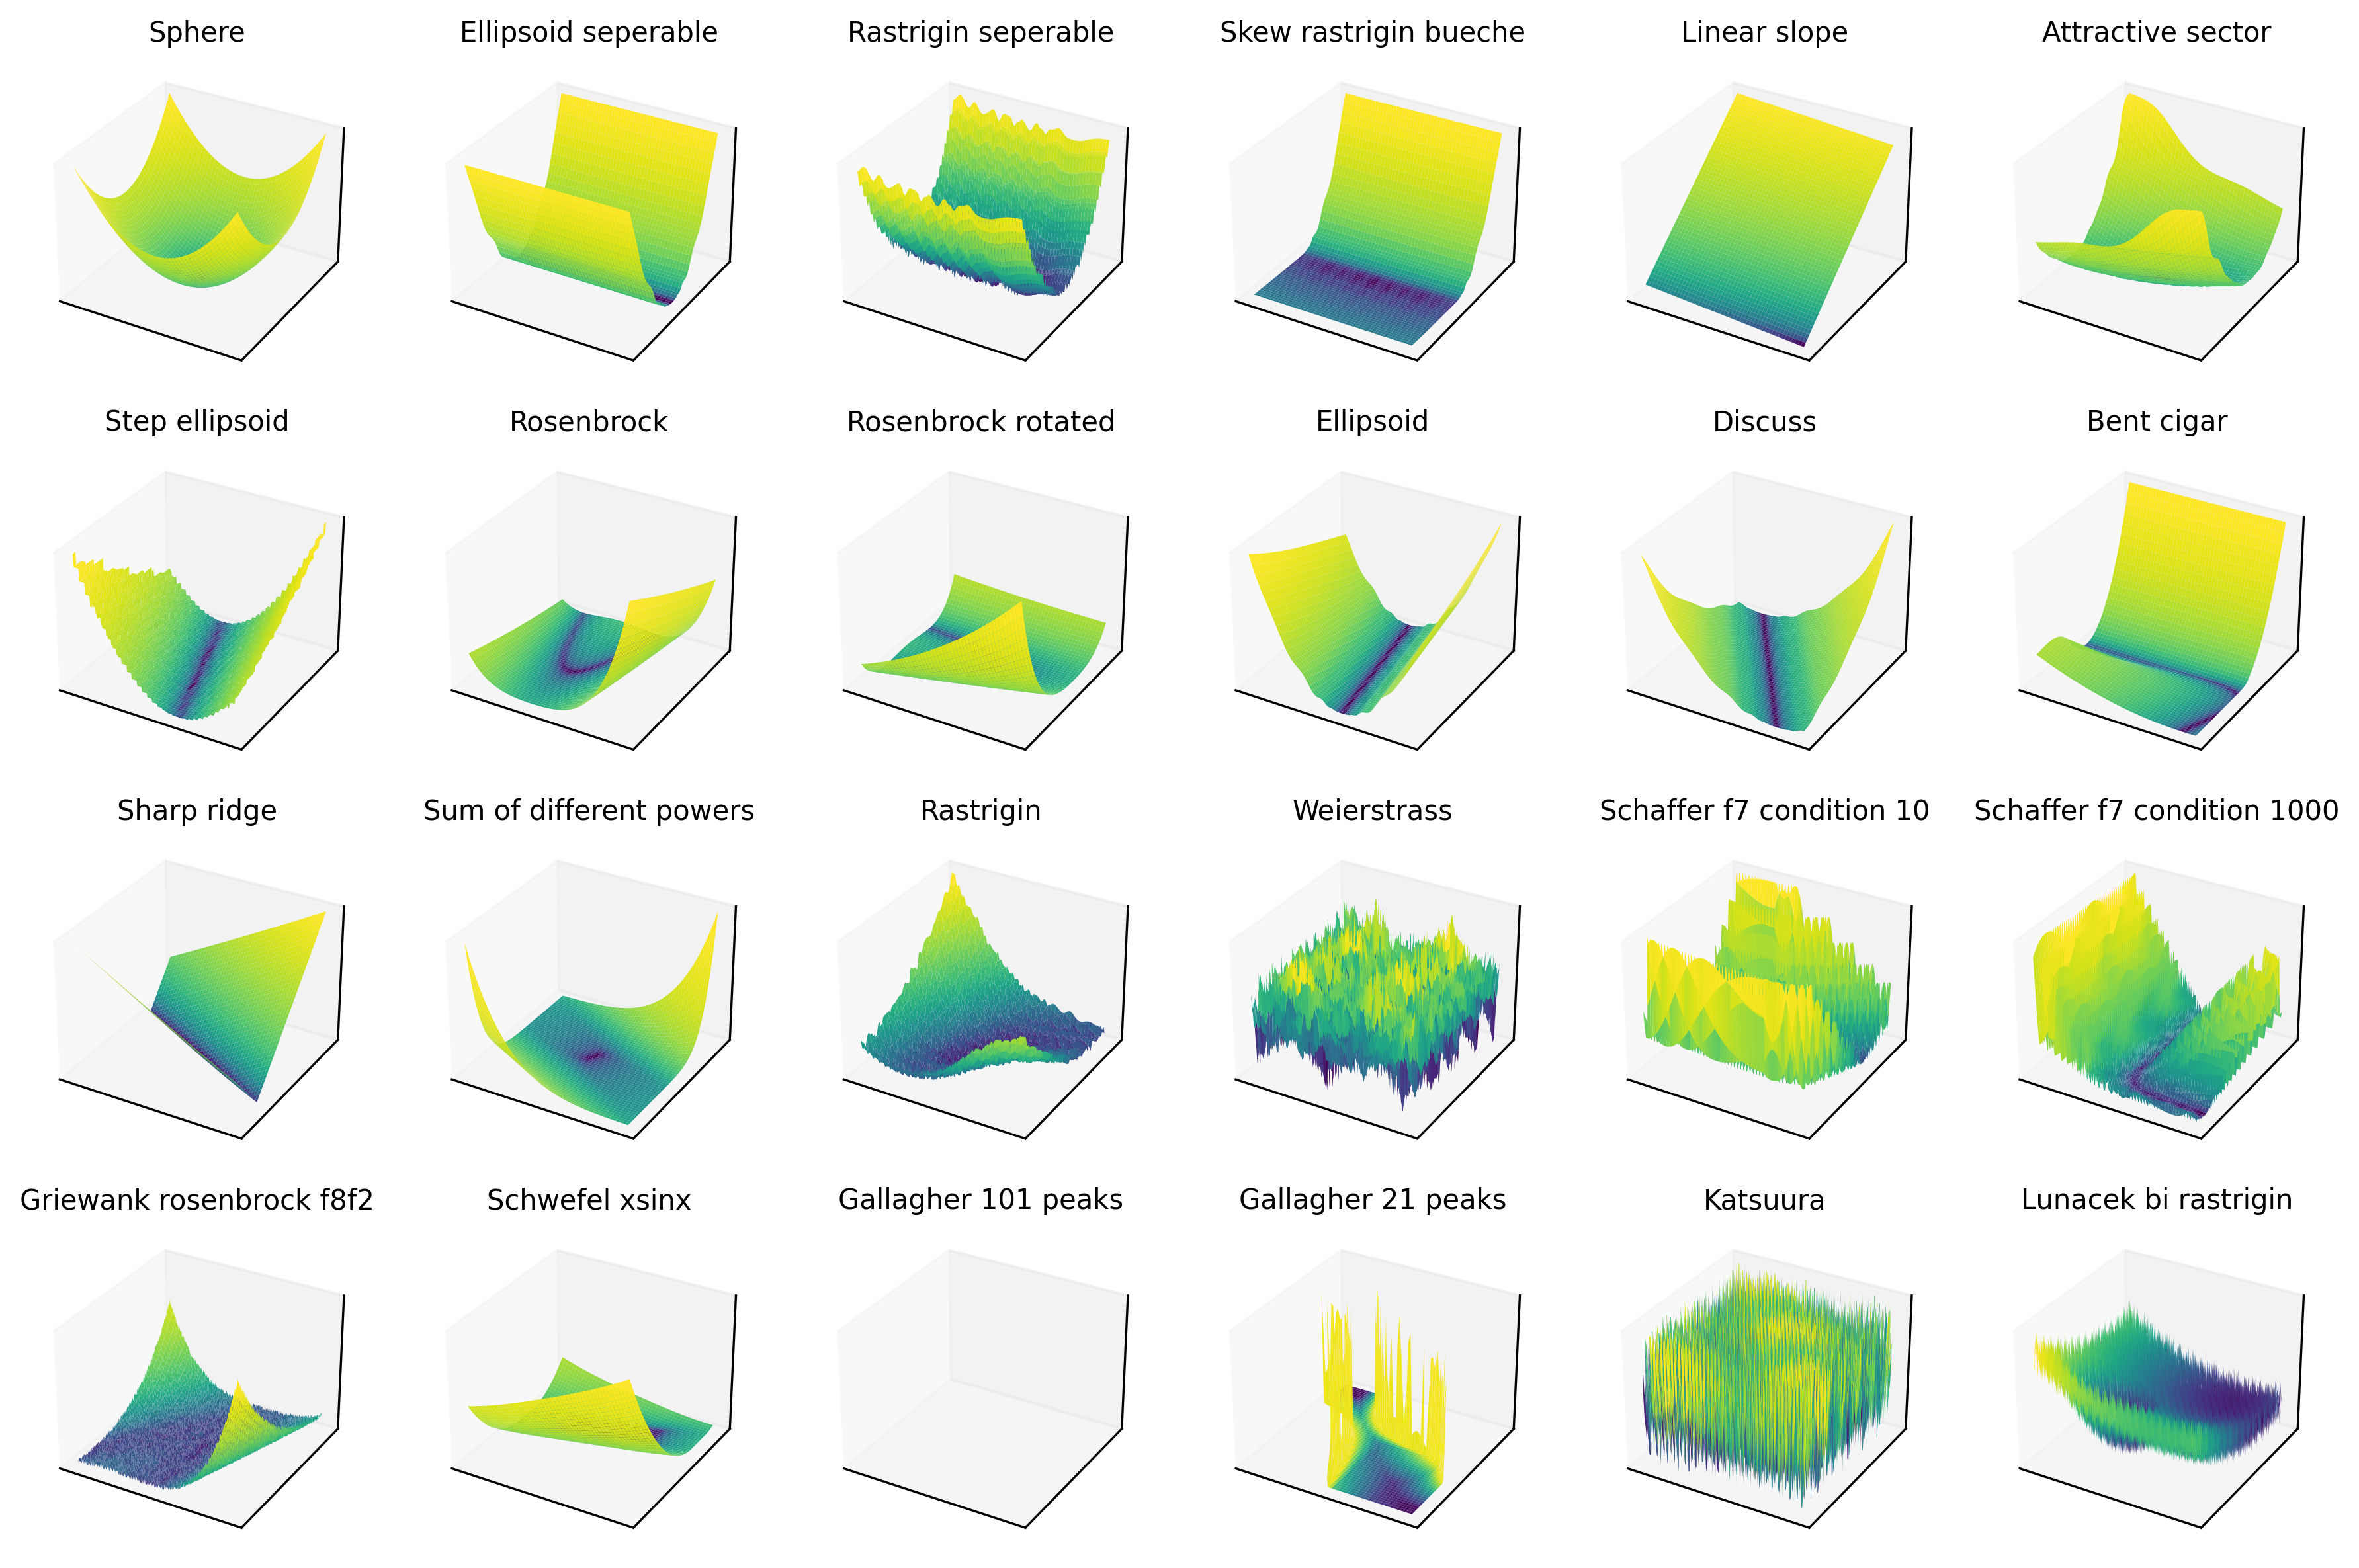 Sphere
Ellipsoid seperable
Rastrigin seperable
Skew rastrigin bueche
Linear slope
Attractive sector
Step ellipsoid
Rosenbrock
Rosenbrock rotated
Ellipsoid
Discuss
Bent cigar
Sharp ridge
Sum of different powers
Rastrigin
Weierstrass
Schaffer f7 condition 10
Schaffer f7 condition 1000
Griewank rosenbrock f8f2
Schwefel xsinx
Gallagher 101 peaks
Gallagher 21 peaks
Katsuura
Lunacek bi rastrigin